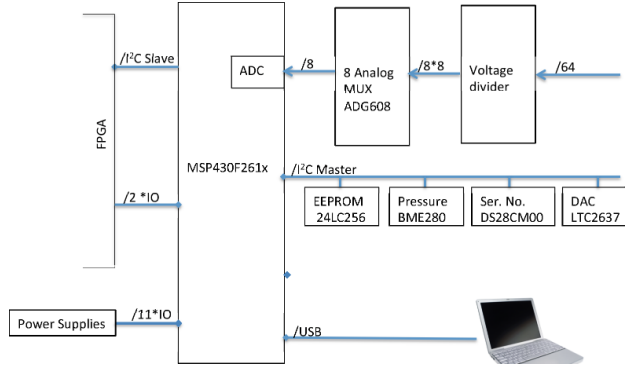 /I²C Slave
ADC
/8
8 Analog
MUX
ADG608
/8*8
Voltage
divider
/64
FPGA
MSP430F261x
/I²C Master
/2 *IO
EEPROM
24LC256
Pressure
BME280
Ser. No.
DS28CM00
DAC
LTC2637
Power Supplies
/11*IO
/USB